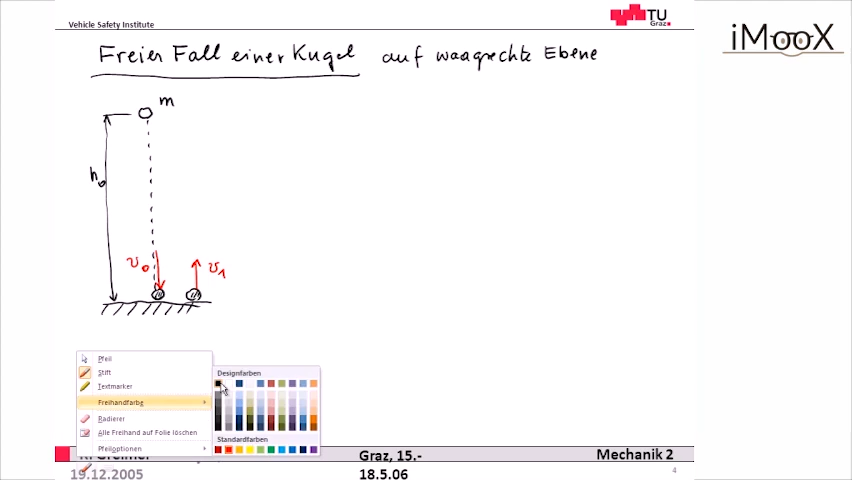 Vehicle Safety Institute
TU
Graz
iMooX
Freier Fall einer Kugel auf waagrechte Ebene
m
h₀
v₀
v₁
Pfeil
Stift
Textmarker
Freihandfarbe
Radierer
Alle Freihand auf Folie löschen
Pfeiloptionen
Designfarben
Standardfarben
Graz, 15.-
18.5.06
Mechanik 2
19.12.2005
4